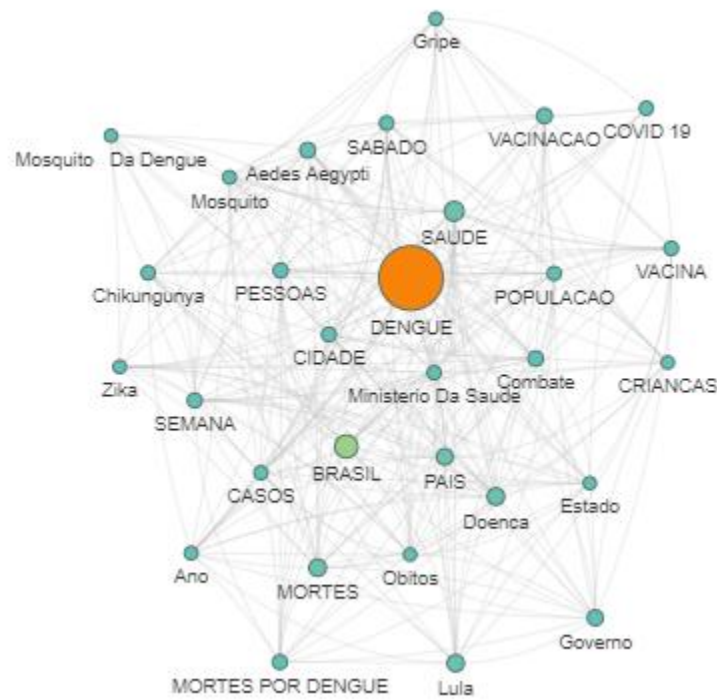 Gripe
COVID 19
VACINACAO
SABADO
Mosquito Da Dengue
Aedes Aegypti
Mosquito
SAUDE
VACINA
Chikungunya
PESSOAS
POPULACAO
DENGUE
CIDADE
Zika
Ministerio Da Saude
Combate
CRIANCAS
SEMANA
BRASIL
PAIS
CASOS
Doenca
Estado
Ano
MORTES
Obitos
Governo
MORTES POR DENGUE
Lula